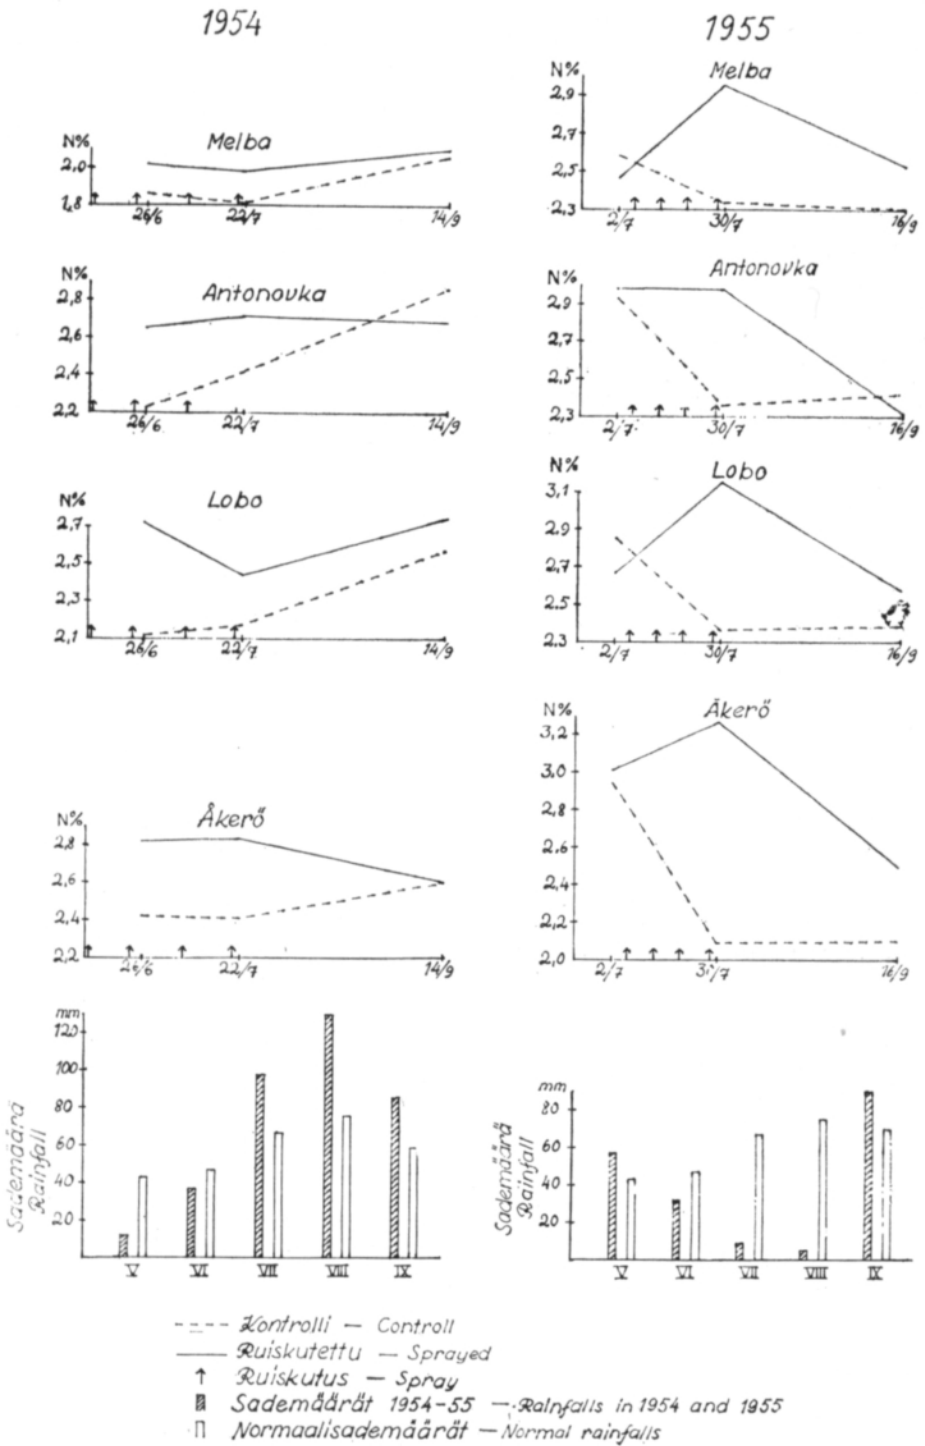 1954
N%
Melba
2,0
1,8
26/6
22/7
14/9
N%
Antonovka
2,8
2,6
2,4
2,2
26/6
22/7
14/9
N%
Lobo
2,7
2,5
2,3
2,1
26/6
22/7
14/9
N%
Åkerö
2,8
2,6
2,4
2,2
26/6
22/7
14/9
mm
120
100
80
60
40
20
Sademäärä
Rainfall
V VI VII VIII IX
1955
N%
Melba
2,9
2,7
2,5
2,3
2/7
30/7
16/9
N%
Antonovka
2,9
2,7
2,5
2,3
2/7
30/7
16/9
N%
Lobo
3,1
2,9
2,7
2,5
2,3
2/7
30/7
16/9
N%
Åkerö
3,2
3,0
2,8
2,6
2,4
2,2
2,0
2/7
16/9
mm
80
60
40
20
Sademäärä
Rainfall
V VI VII VIII IX
Kontrolli — Controll
Ruiskutettu — Sprayed
Ruiskutus — Spray
Sademäärät 1954-55 — Rainfalls in 1954 and 1955
Normaalisademäärät — Normal rainfalls